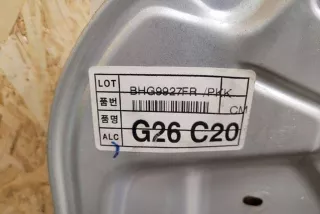 LOT BHG9927FR /PKK
품번
CM
품명
ALC G26 C20